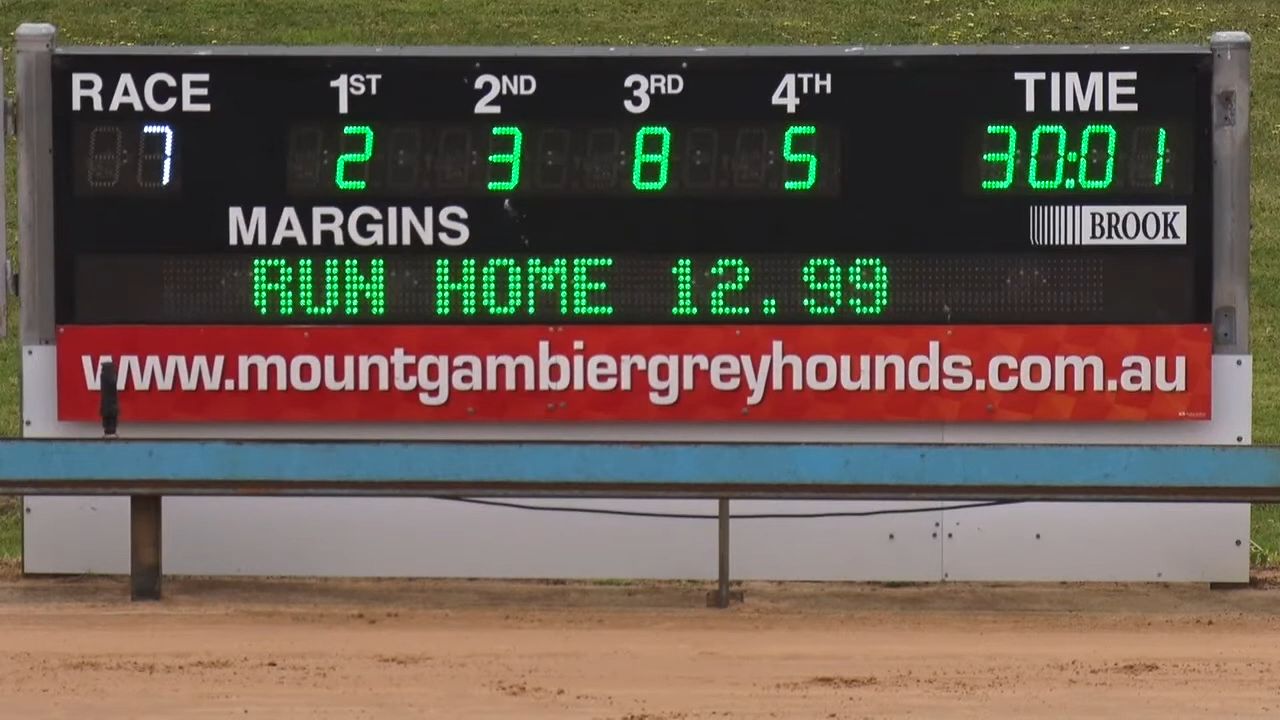 RACE 1ST 2ND 3RD 4TH TIME
7 2 3 8 5 30:01
MARGINS
BROOK
RUN HOME 12.99
www.mountgambiergreyhounds.com.au